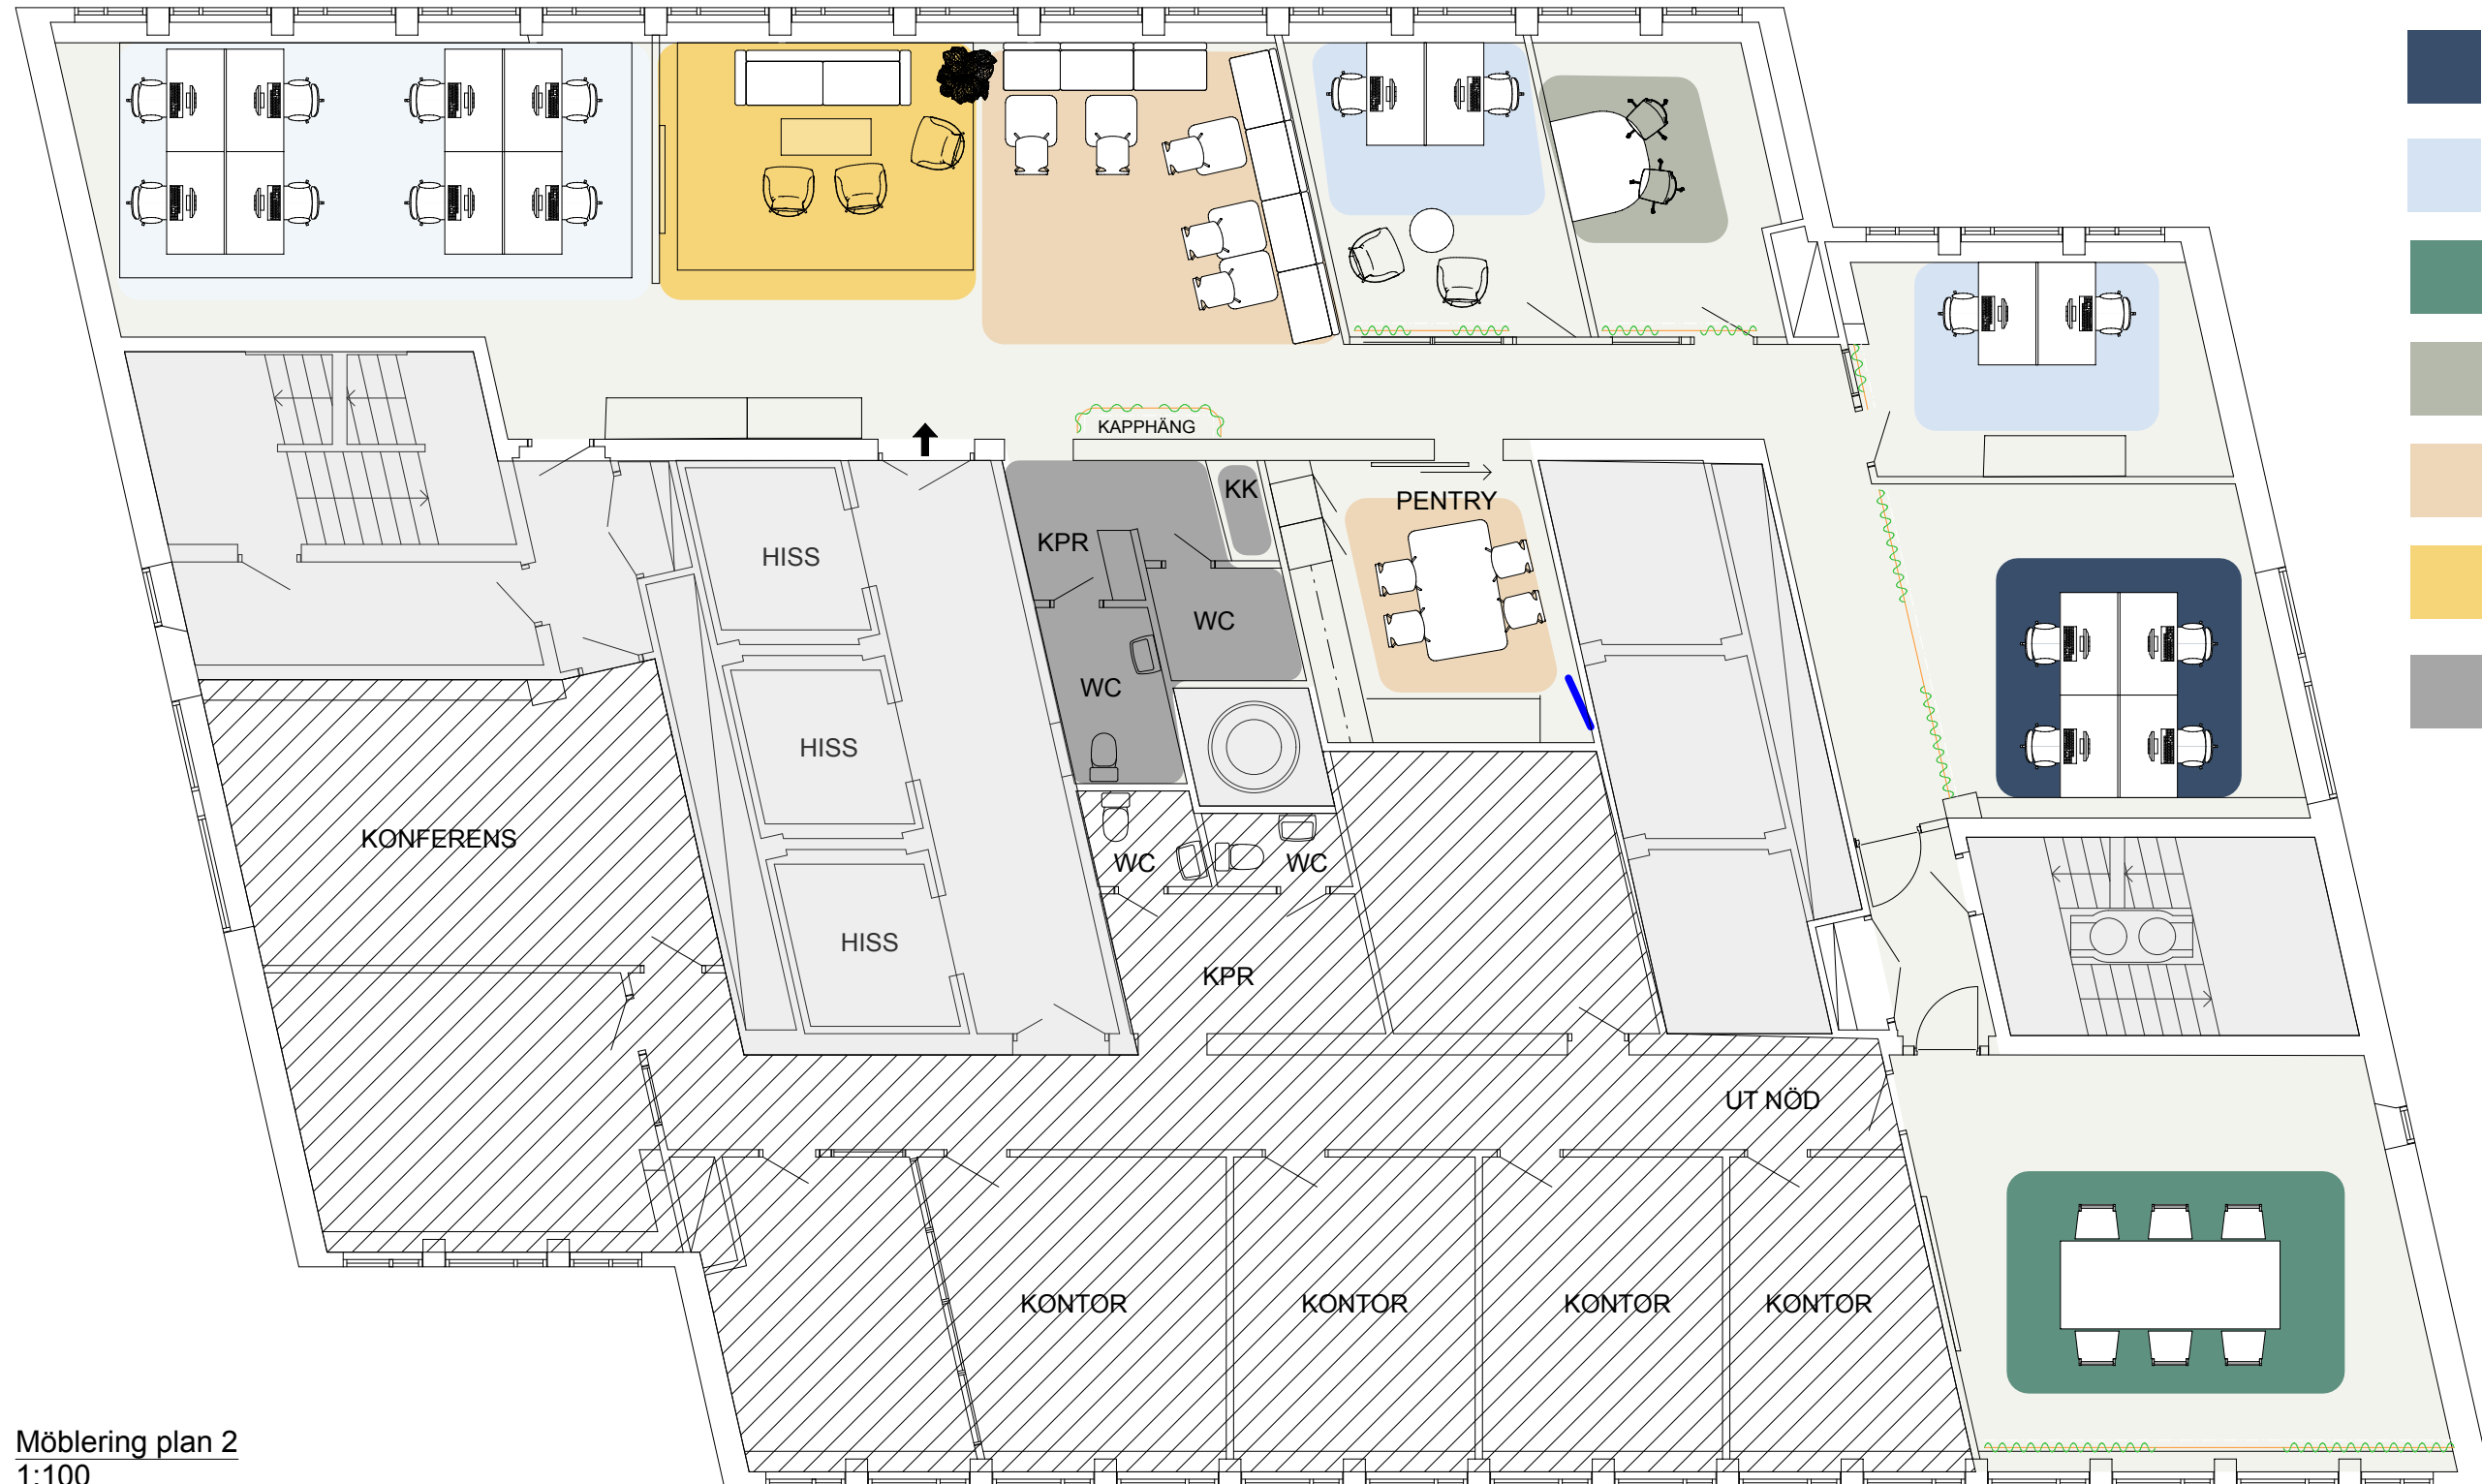 KAPPHÄNG
KK
PENTRY
KPR
HISS
WC
WC
HISS
KONFERENS
WC
WC
HISS
KPR
UT NÖD
KONTOR
KONTOR
KONTOR
KONTOR
Möblering plan 2
1:100